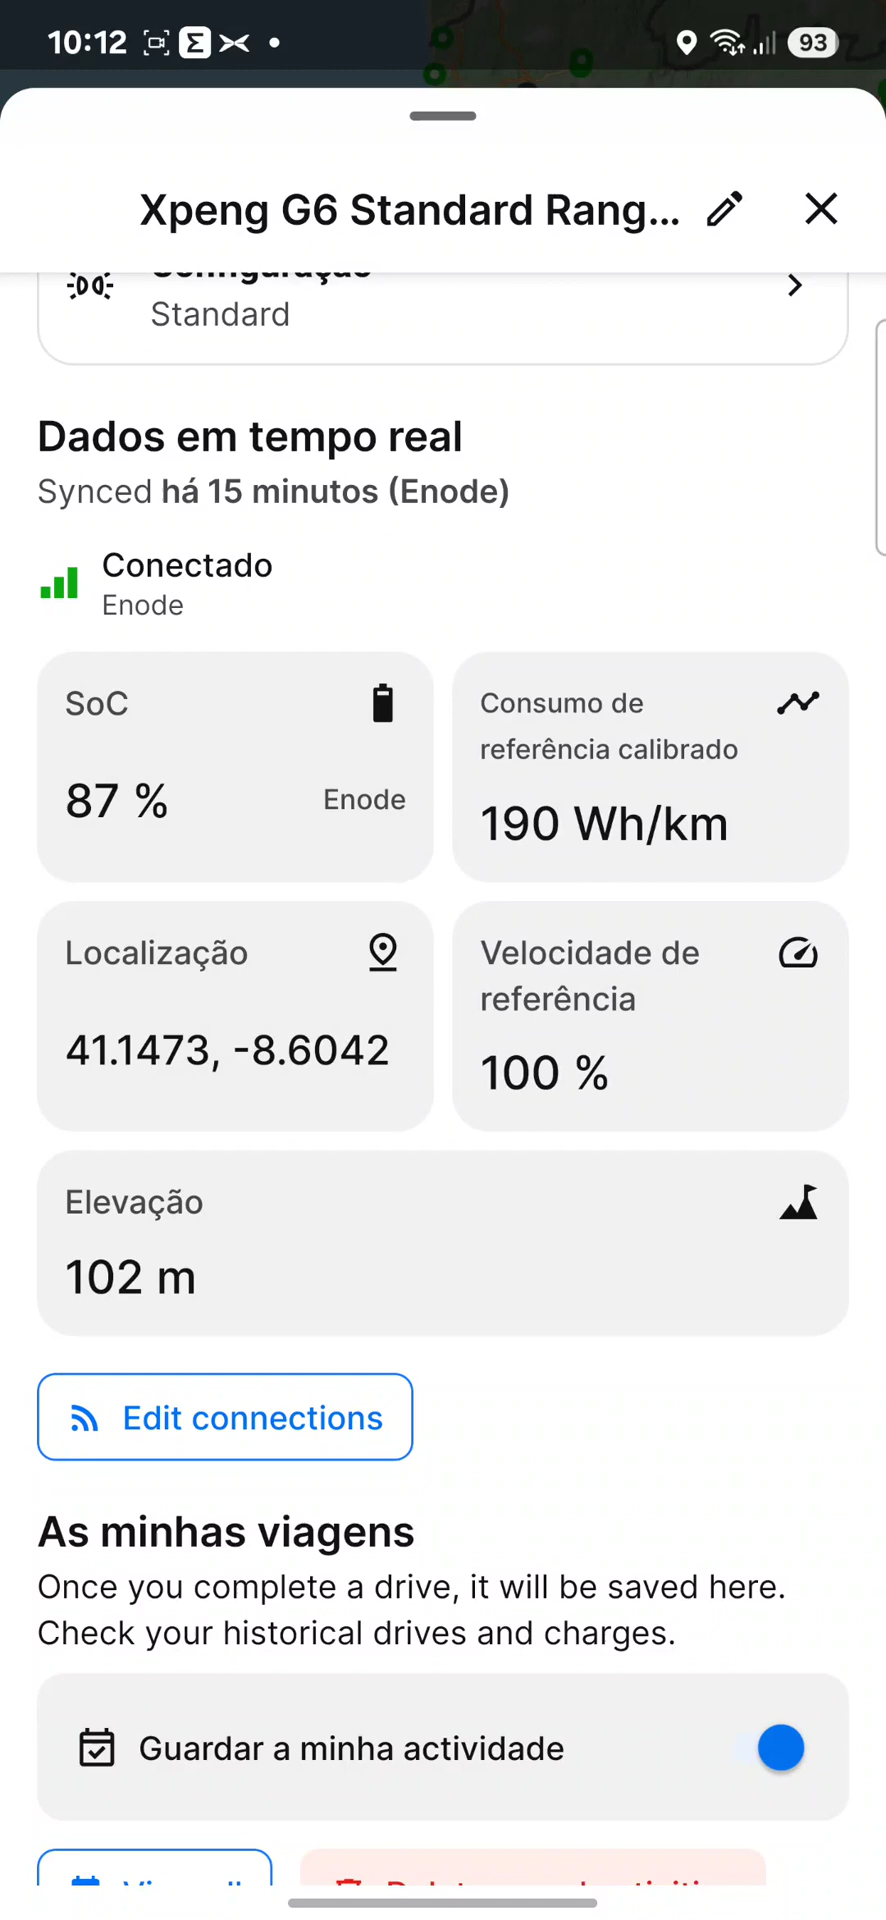 10:12
93
Xpeng G6 Standard Rang...
Configuração
Standard
Dados em tempo real
Synced há 15 minutos (Enode)
Conectado
Enode
SoC
87 %
Enode
Consumo de
referência calibrado
190 Wh/km
Localização
41.1473, -8.6042
Velocidade de
referência
100 %
Elevação
102 m
Edit connections
As minhas viagens
Once you complete a drive, it will be saved here.
Check your historical drives and charges.
Guardar a minha actividade